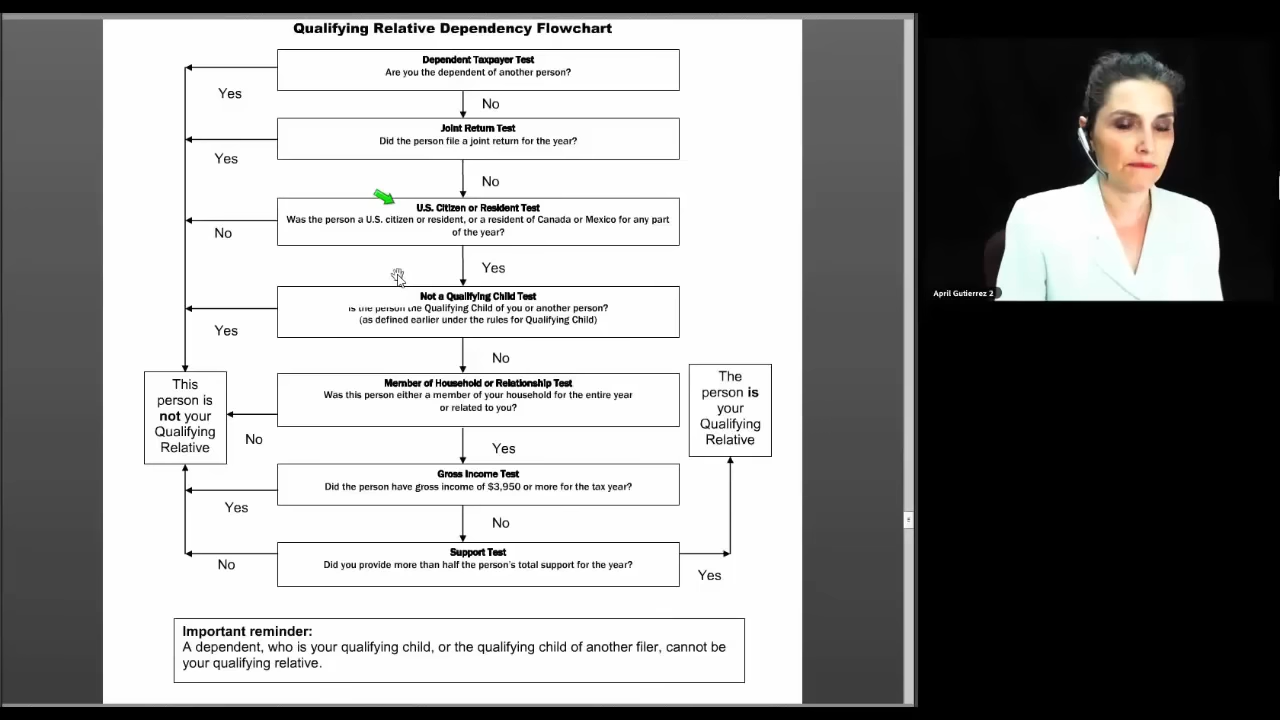 Qualifying Relative Dependency Flowchart
Dependent Taxpayer Test
Are you the dependent of another person?
Yes
No
Joint Return Test
Did the person file a joint return for the year?
Yes
No
U.S. Citizen or Resident Test
Was the person a U.S. citizen or resident, or a resident of Canada or Mexico for any part
of the year?
No
Yes
Not a Qualifying Child Test
Is the person the Qualifying Child of you or another person?
(as defined earlier under the rules for Qualifying Child)
Yes
No
This
person is
not your
Qualifying
Relative
Member of Household or Relationship Test
Was this person either a member of your household for the entire year
or related to you?
The
person is
your
Qualifying
Relative
No
Yes
Gross Income Test
Did the person have gross income of $3,950 or more for the tax year?
Yes
No
Support Test
Did you provide more than half the person's total support for the year?
No
Yes
Important reminder:
A dependent, who is your qualifying child, or the qualifying child of another filer, cannot be
your qualifying relative.
April Gutierrez 2